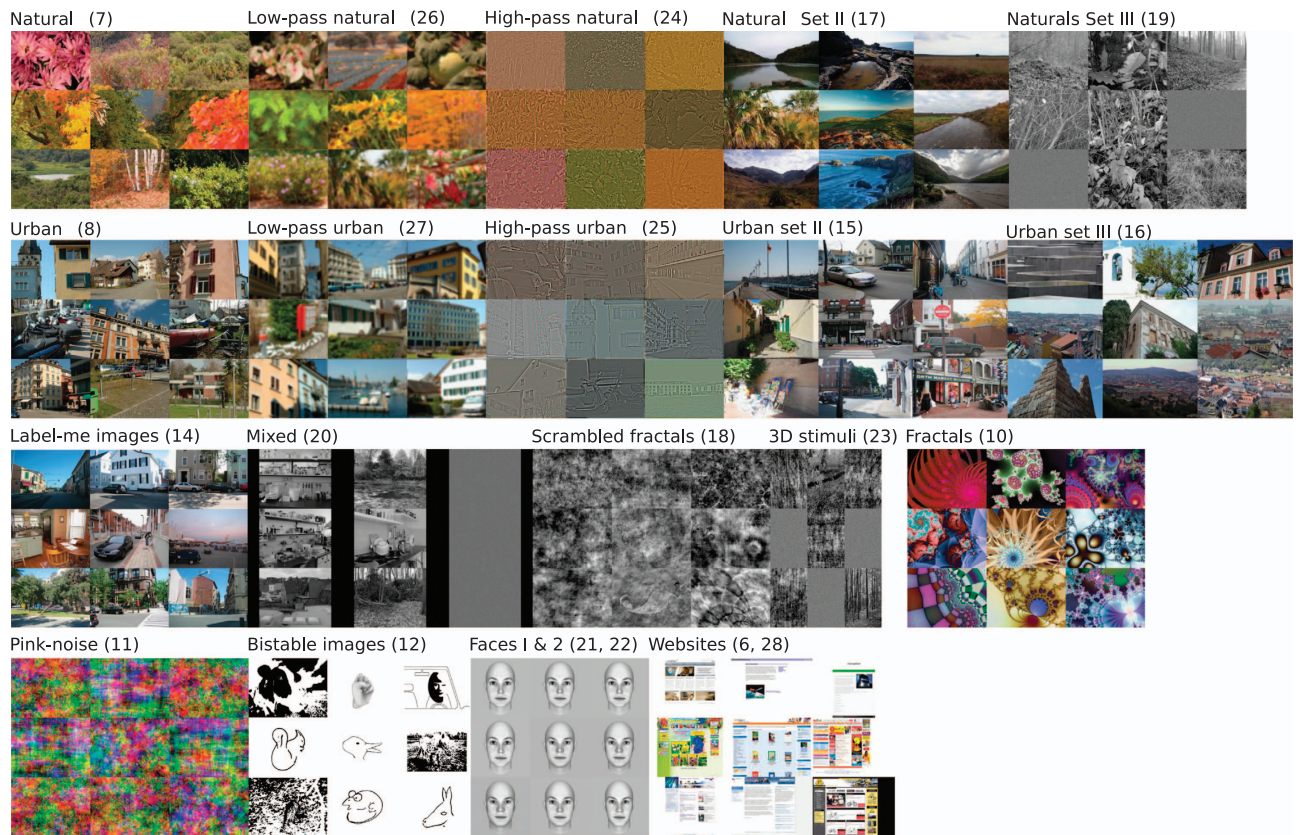 Natural (7)
Low-pass natural (26)
High-pass natural (24)
Natural Set II (17)
Naturals Set III (19)
Urban (8)
Low-pass urban (27)
High-pass urban (25)
Urban set II (15)
Urban set III (16)
Label-me images (14)
Mixed (20)
Scrambled fractals (18)
3D stimuli (23)
Fractals (10)
Pink-noise (11)
Bistable images (12)
Faces I & 2 (21, 22)
Websites (6, 28)